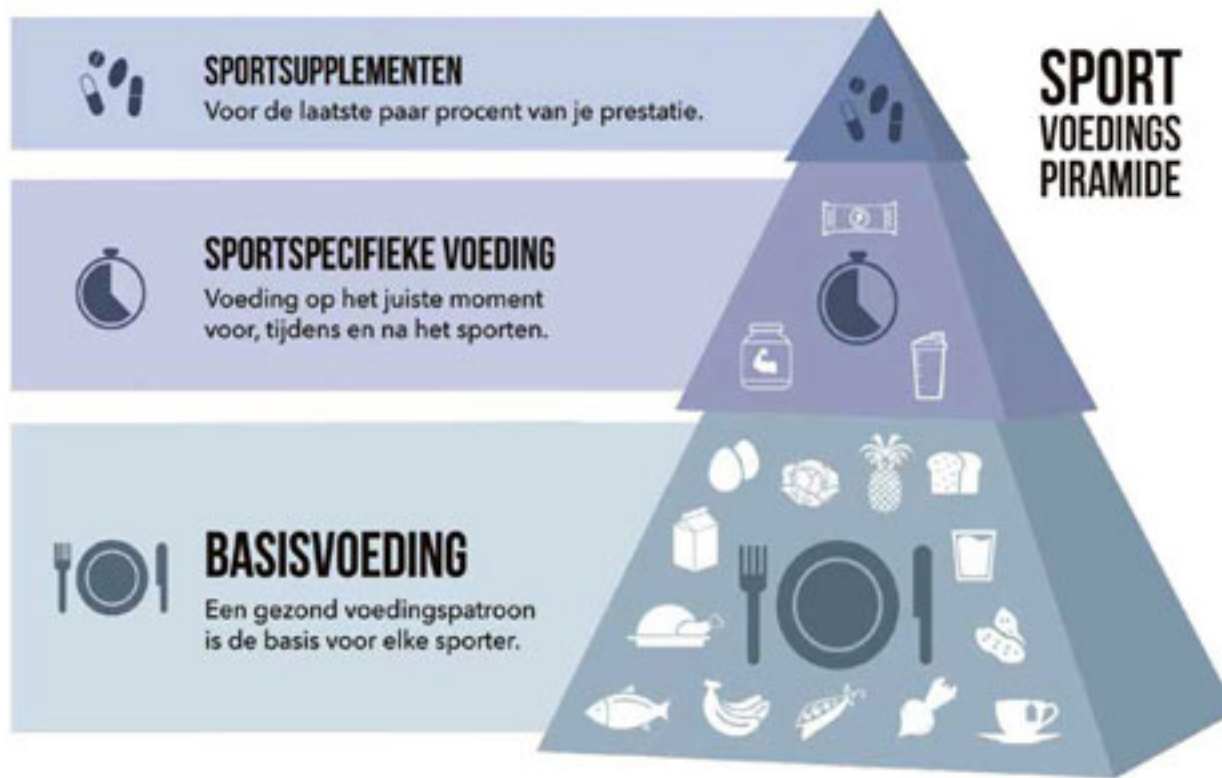 SPORTSUPPLEMENTEN
Voor de laatste paar procent van je prestatie.
SPORT
VOEDINGS
PIRAMIDE
SPORTSPECIFIEKE VOEDING
Voeding op het juiste moment
voor, tijdens en na het sporten.
BASISVOEDING
Een gezond voedingspatroon
is de basis voor elke sporter.